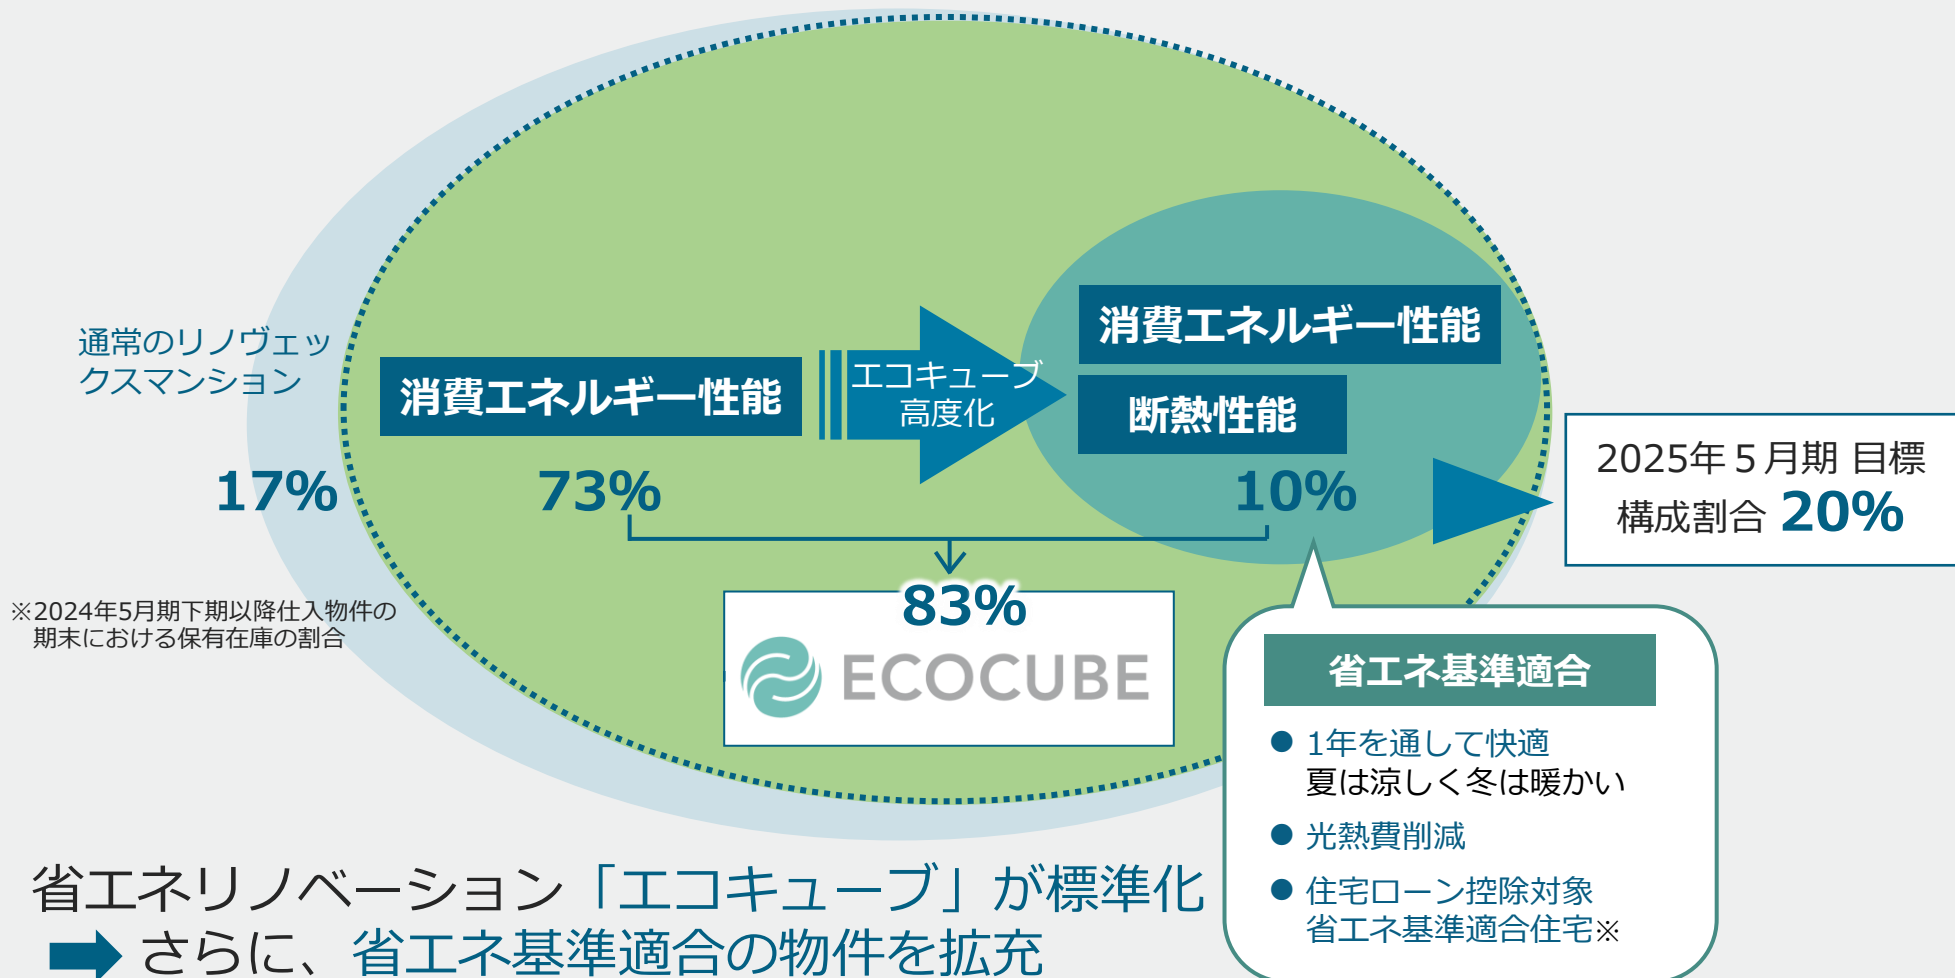 通常のリノヴェッ
クスマンション
17%
※2024年5月期下期以降仕入物件の
期末における保有在庫の割合
消費エネルギー性能
73%
エコキューブ
高度化
消費エネルギー性能
断熱性能
10%
2025年5月期 目標
構成割合 20%
83%
ECOCUBE
省エネ基準適合
● 1年を通して快適
夏は涼しく冬は暖かい
● 光熱費削減
● 住宅ローン控除対象
省エネ基準適合住宅※
省エネリノベーション「エコキューブ」が標準化
さらに、省エネ基準適合の物件を拡充